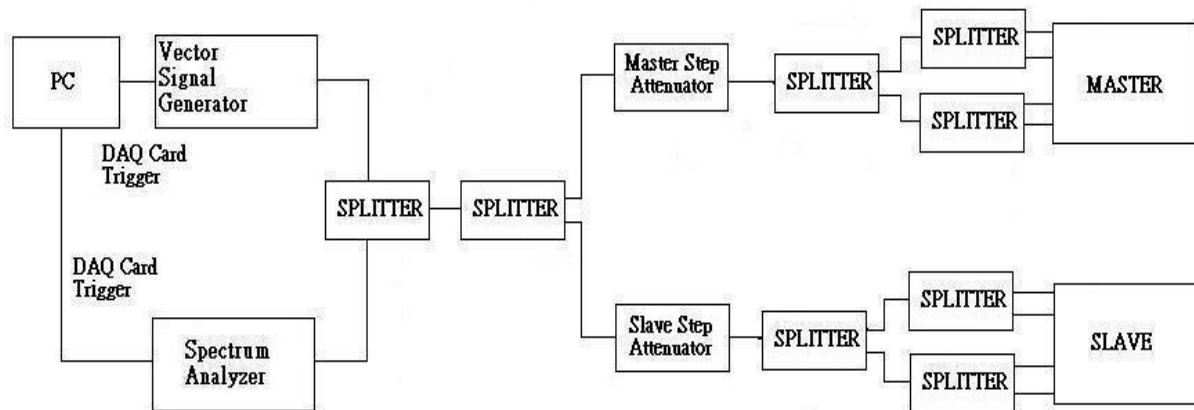 PC
Vector
Signal
Generator
DAQ Card
Trigger
DAQ Card
Trigger
Spectrum
Analyzer
SPLITTER
SPLITTER
Master Step
Attenuator
SPLITTER
SPLITTER
SPLITTER
MASTER
Slave Step
Attenuator
SPLITTER
SPLITTER
SPLITTER
SLAVE